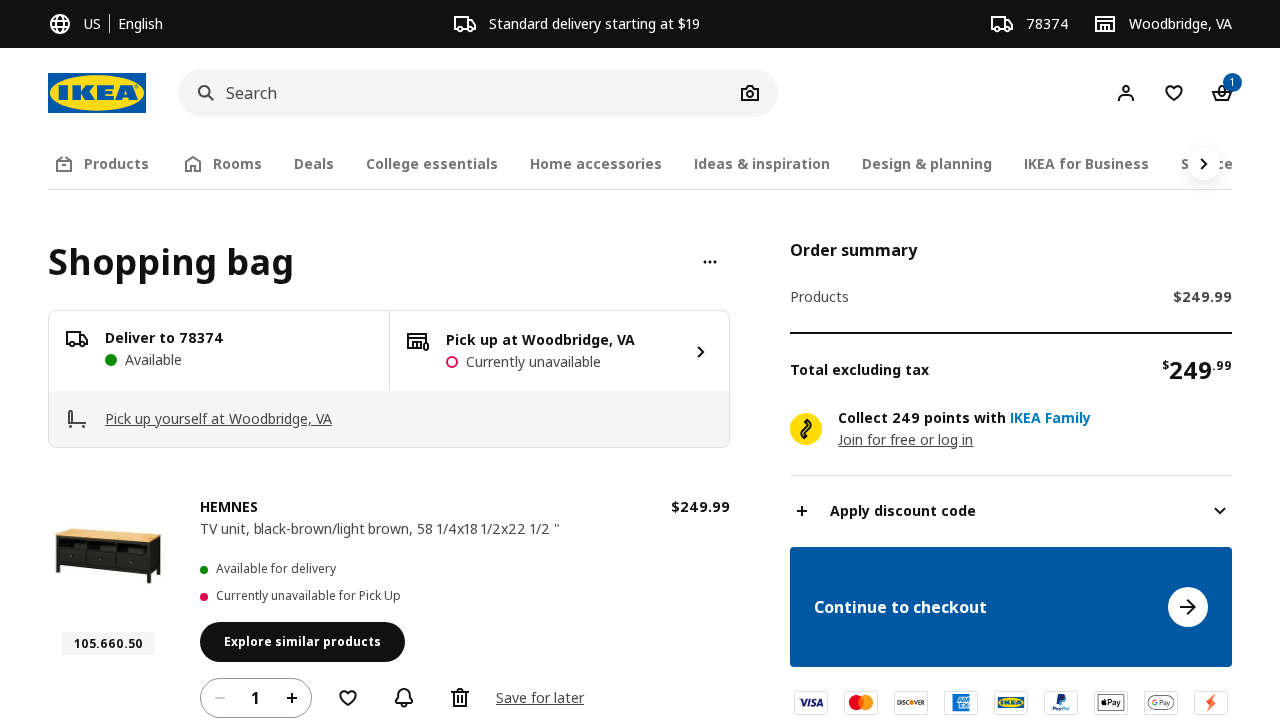 US
English
Standard delivery starting at $19
78374
Woodbridge, VA
IKEA
Search
1
Products
Rooms
Deals
College essentials
Home accessories
Ideas & inspiration
Design & planning
IKEA for Business
Shopping bag
Deliver to 78374
Available
Pick up at Woodbridge, VA
Currently unavailable
Pick up yourself at Woodbridge, VA
HEMNES
$249.99
TV unit, black-brown/light brown, 58 1/4x18 1/2x22 1/2 "
Available for delivery
Currently unavailable for Pick Up
105.660.50
Explore similar products
1
Save for later
Order summary
Products
$249.99
Total excluding tax
$249.99
Collect 249 points with IKEA Family
Join for free or log in
Apply discount code
Continue to checkout
VISA
DISCOVER
AMEX
IKEA
PayPal
Pay
G Pay